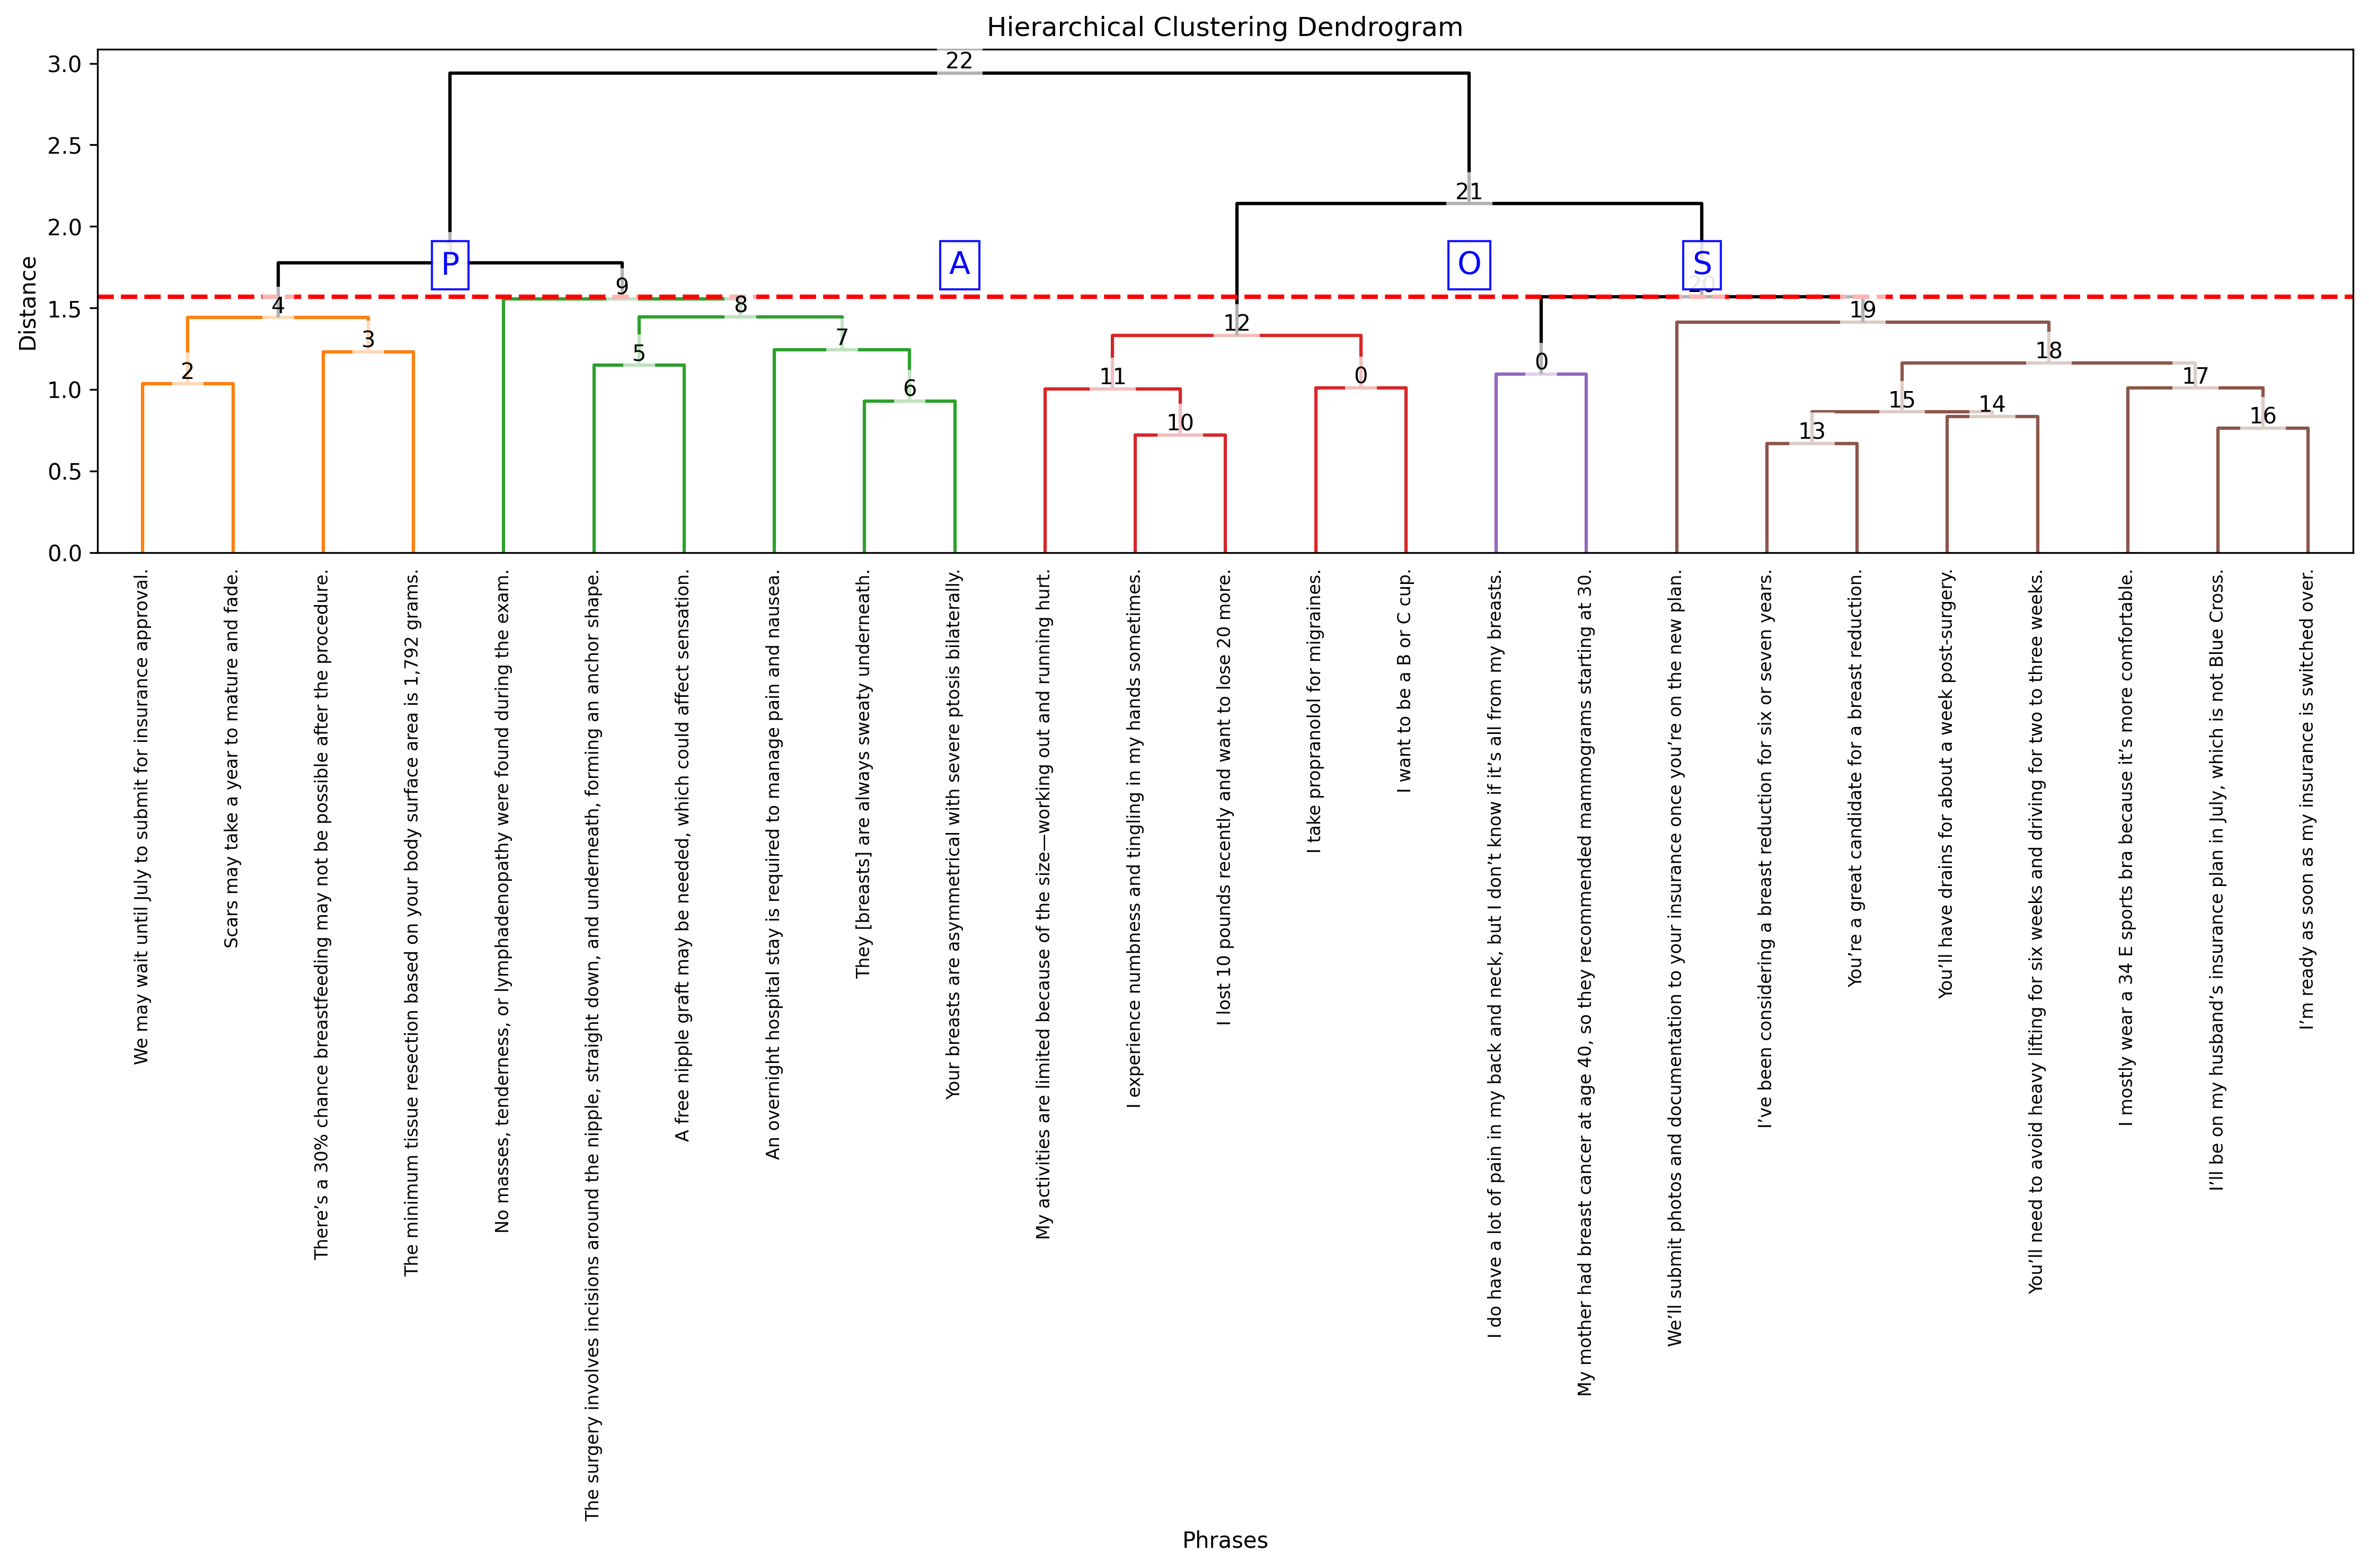 Hierarchical Clustering Dendrogram
Distance
3.0
2.5
2.0
1.5
1.0
0.5
0.0
22
21
P
A
O
S
20
9
8
4
19
12
7
3
5
18
0
2
11
0
17
6
15
14
16
10
13
We may wait until July to submit for insurance approval.
Scars may take a year to mature and fade.
There’s a 30% chance breastfeeding may not be possible after the procedure.
The minimum tissue resection based on your body surface area is 1,792 grams.
No masses, tenderness, or lymphadenopathy were found during the exam.
The surgery involves incisions around the nipple, straight down, and underneath, forming an anchor shape.
A free nipple graft may be needed, which could affect sensation.
An overnight hospital stay is required to manage pain and nausea.
They [breasts] are always sweaty underneath.
Your breasts are asymmetrical with severe ptosis bilaterally.
My activities are limited because of the size—working out and running hurt.
I experience numbness and tingling in my hands sometimes.
I lost 10 pounds recently and want to lose 20 more.
I take propranolol for migraines.
I want to be a B or C cup.
I do have a lot of pain in my back and neck, but I don’t know if it’s all from my breasts.
My mother had breast cancer at age 40, so they recommended mammograms starting at 30.
We’ll submit photos and documentation to your insurance once you’re on the new plan.
I’ve been considering a breast reduction for six or seven years.
You’re a great candidate for a breast reduction.
You’ll have drains for about a week post-surgery.
You’ll need to avoid heavy lifting for six weeks and driving for two to three weeks.
I mostly wear a 34 E sports bra because it’s more comfortable.
I’ll be on my husband’s insurance plan in July, which is not Blue Cross.
I’m ready as soon as my insurance is switched over.
Phrases